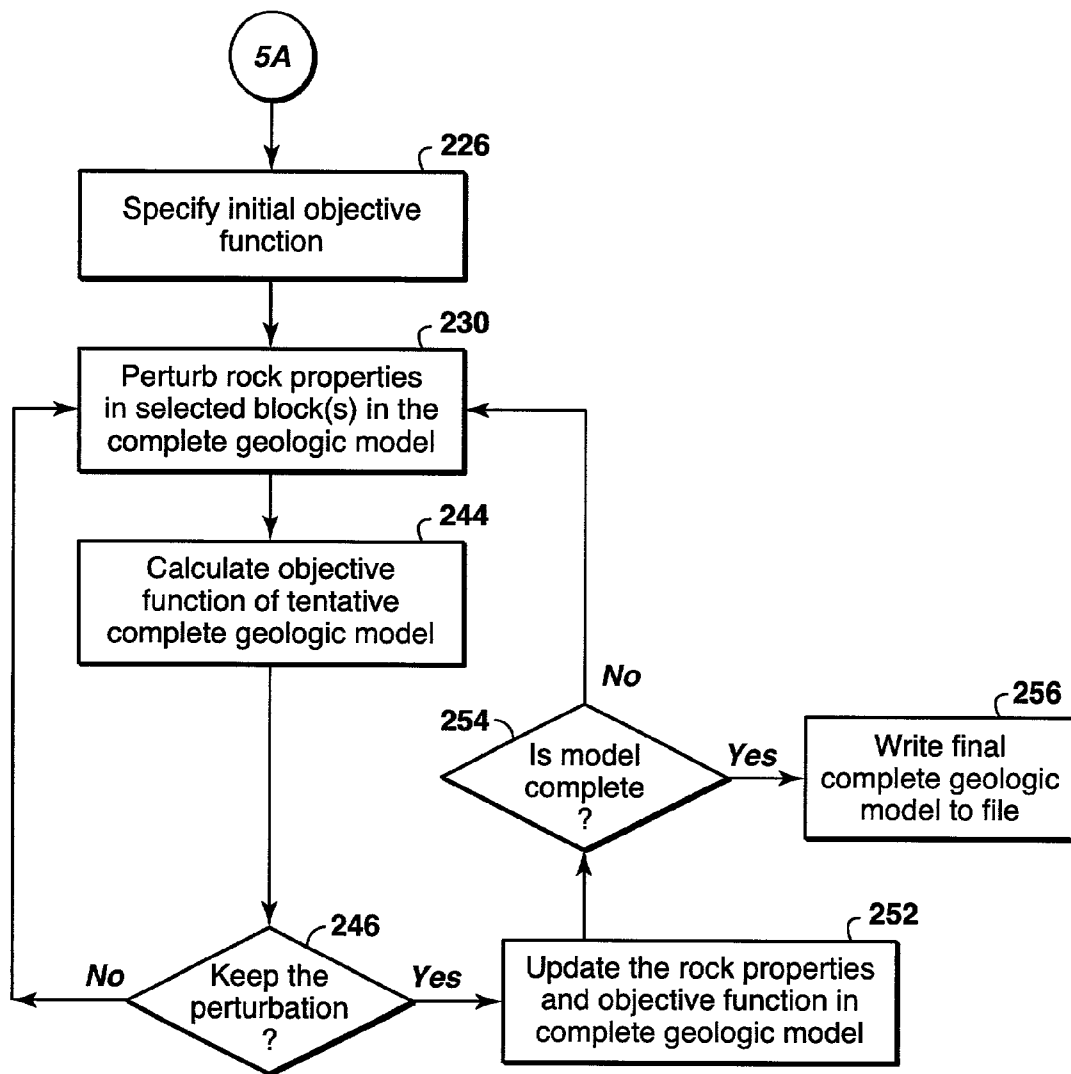 5A
226
Specify initial objective
function
230
Perturb rock properties
in selected block(s) in the
complete geologic model
244
Calculate objective
function of tentative
complete geologic model
No
254
Is model
complete
?
Yes
256
Write final
complete geologic
model to file
246
No
Keep the
perturbation
?
Yes
252
Update the rock properties
and objective function in
complete geologic model